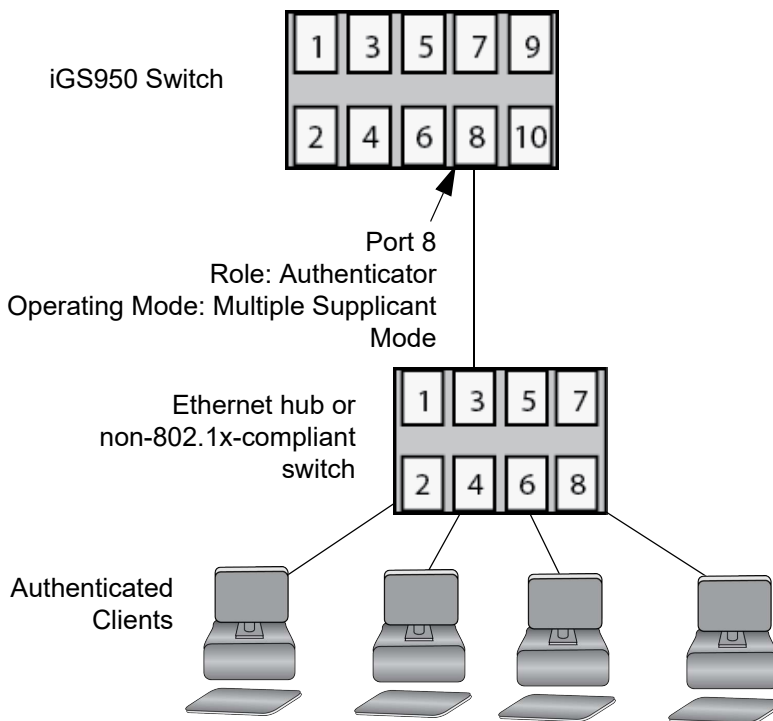 1 3 5 7 9
iGS950 Switch
2 4 6 8 10
Port 8
Role: Authenticator
Operating Mode: Multiple Supplicant
Mode
1 3 5 7
Ethernet hub or
non-802.1x-compliant
switch
2 4 6 8
Authenticated
Clients